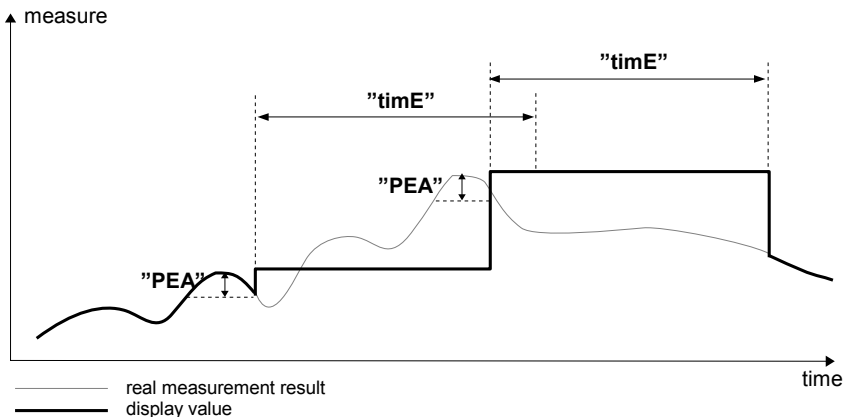 measure
”timE”
”timE”
”PEA”
”PEA”
time
real measurement result
display value